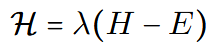 ℋ = λ(H − E)